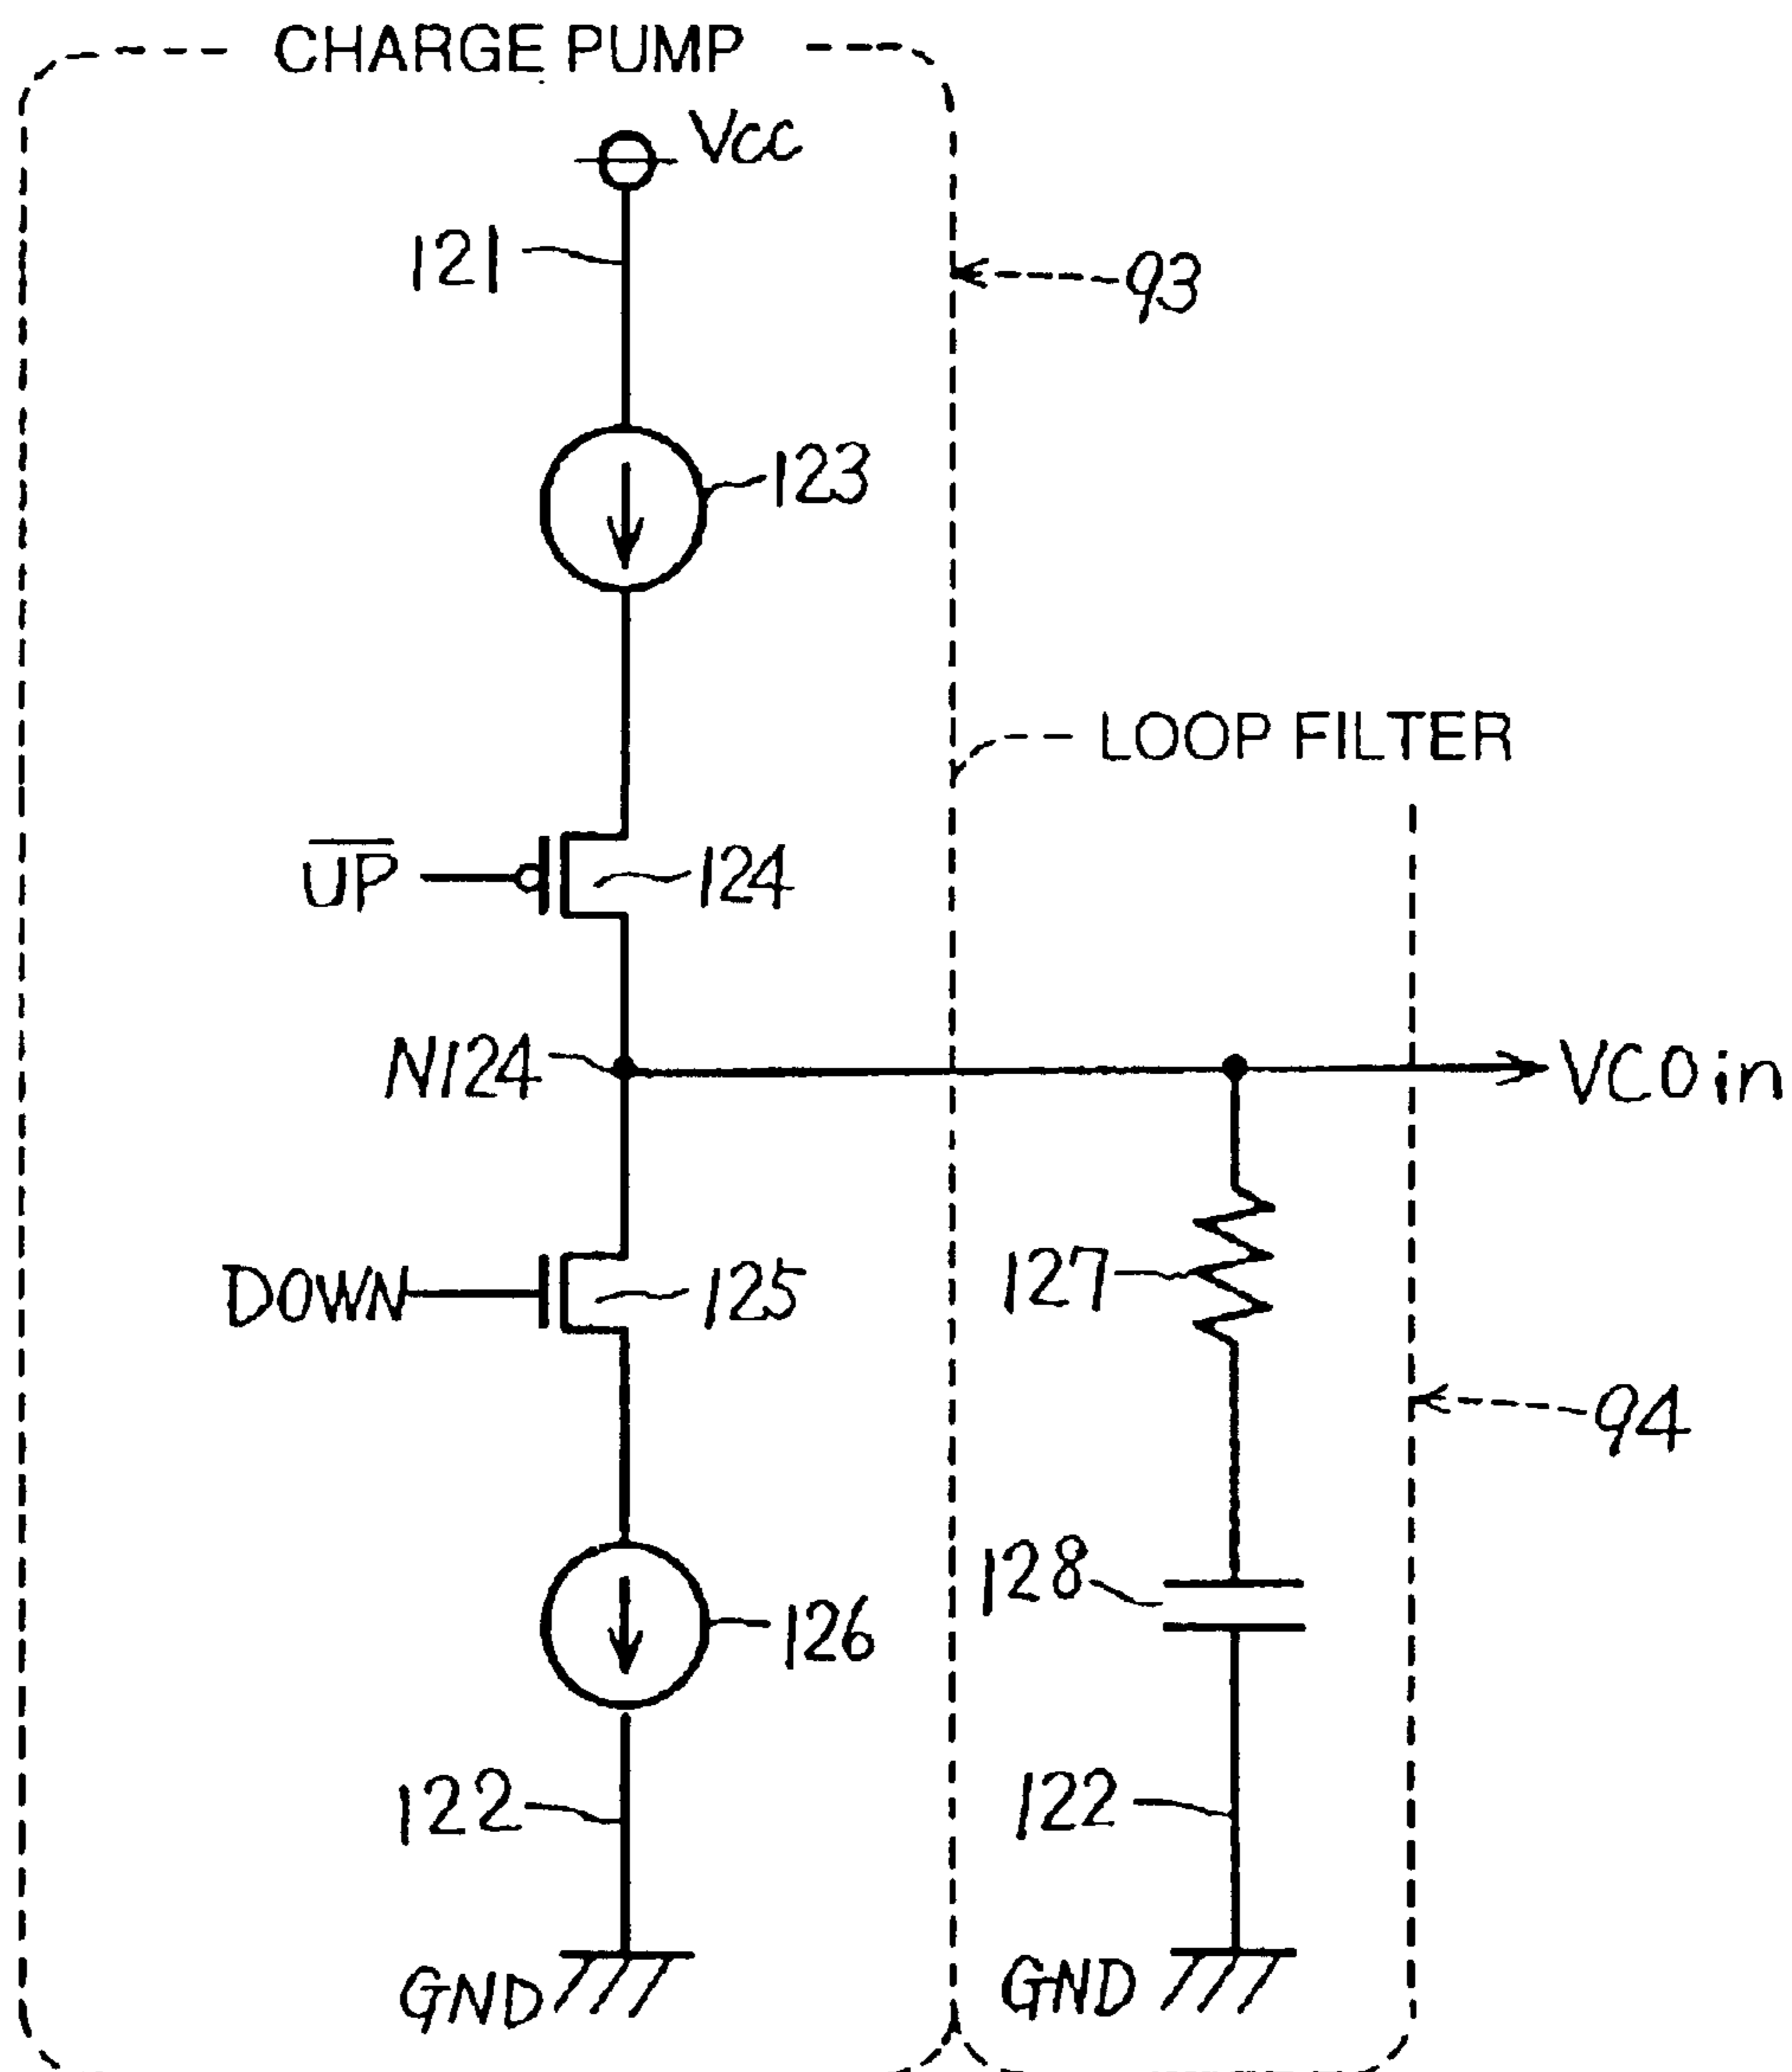 CHARGE PUMP
Vcc
121
93
123
LOOP FILTER
U̅P̅
124
N124
VCOin
DOWN
125
127
94
128
126
122
122
GND
GND